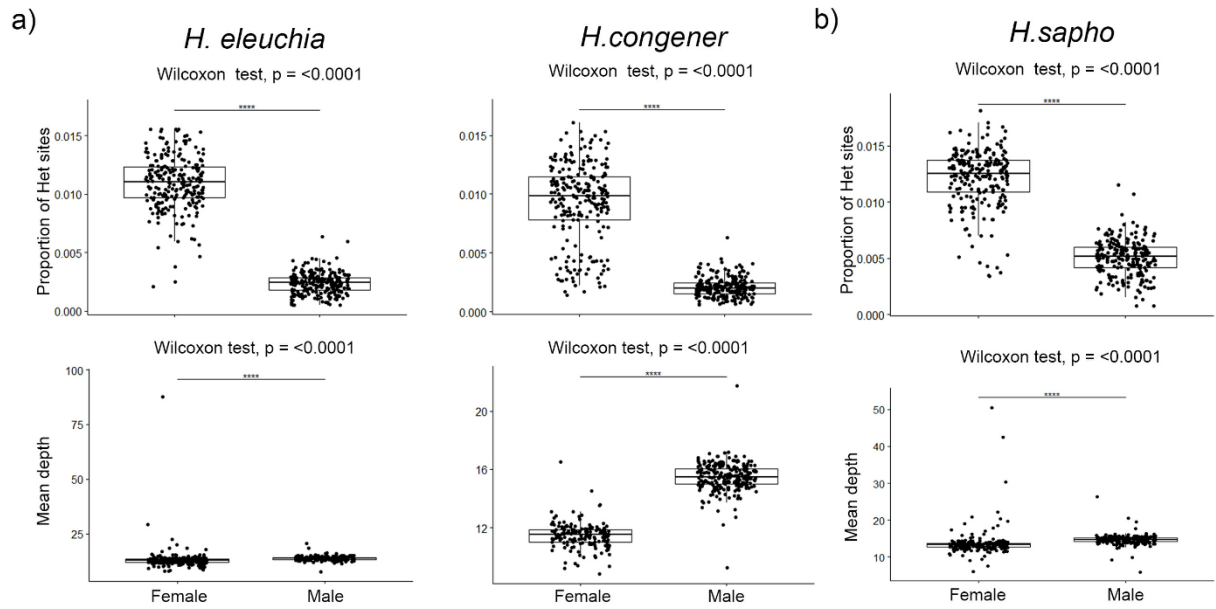 a)
H. eleuchia
H.congener
b)
H.sapho
Wilcoxon test, p = <0.0001
Wilcoxon test, p = <0.0001
Wilcoxon test, p = <0.0001
****
****
****
Proportion of Het sites
0.015
0.010
0.005
0.000
0.015
0.010
0.005
0.000
Proportion of Het sites
0.015
0.010
0.005
0.000
Wilcoxon test, p = <0.0001
Wilcoxon test, p = <0.0001
Wilcoxon test, p = <0.0001
****
****
****
Mean depth
100
75
50
25
20
16
12
Mean depth
50
40
30
20
10
Female Male
Female Male
Female Male